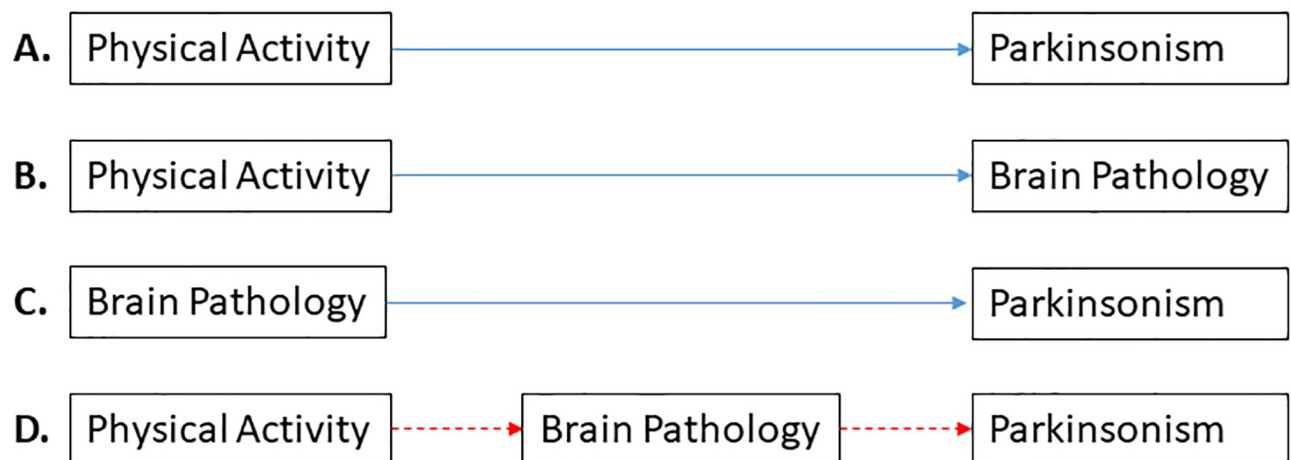 A. Physical Activity Parkinsonism
B. Physical Activity Brain Pathology
C. Brain Pathology Parkinsonism
D. Physical Activity Brain Pathology Parkinsonism